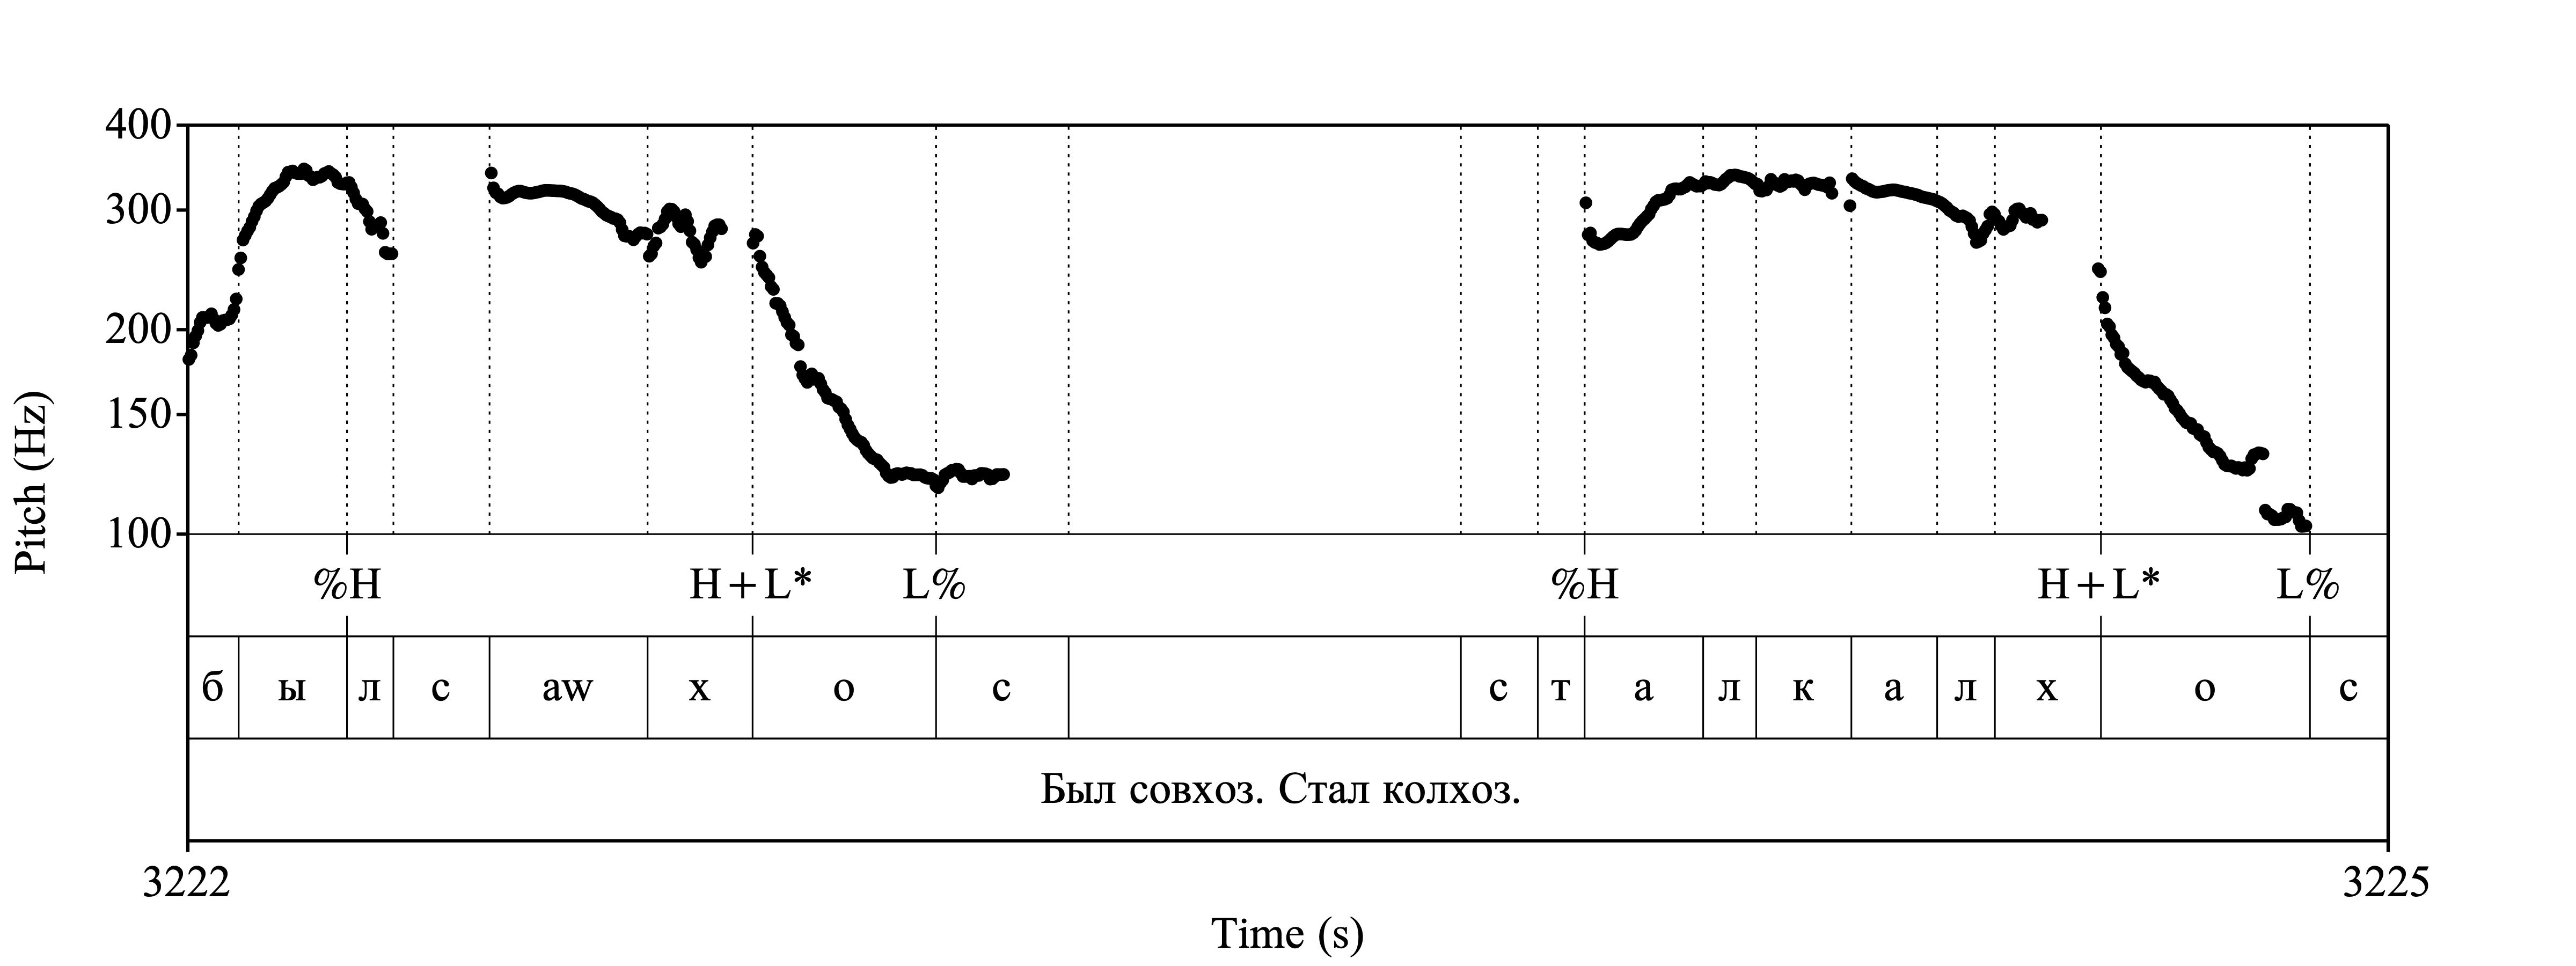 400
300
200
150
100
Pitch (Hz)
%H H+L* L% %H H+L* L%
б ы л с aw х о с с т а л к а л х о с
Был совхоз. Стал колхоз.
3222 3225
Time (s)